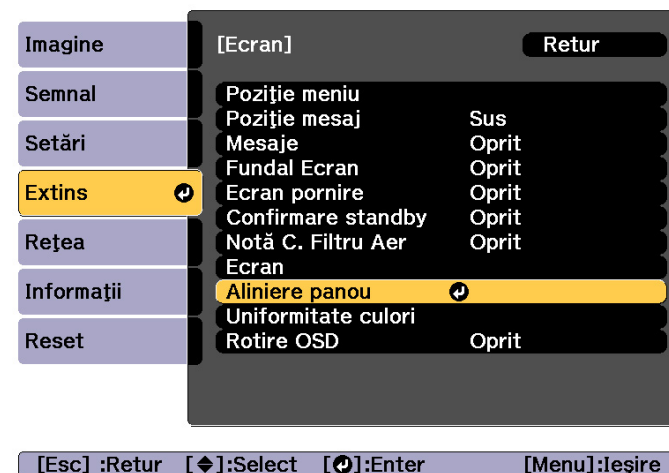 Imagine
Semnal
Setări
Extins
Reţea
Informaţii
Reset
[Ecran] Retur
Poziţie meniu
Poziţie mesaj Sus
Mesaje Oprit
Fundal Ecran Oprit
Ecran pornire Oprit
Confirmare standby Oprit
Notă C. Filtru Aer Oprit
Ecran
Aliniere panou
Uniformitate culori
Rotire OSD Oprit
[Esc] :Retur [◆]:Select [↵]:Enter [Menu]:Ieşire